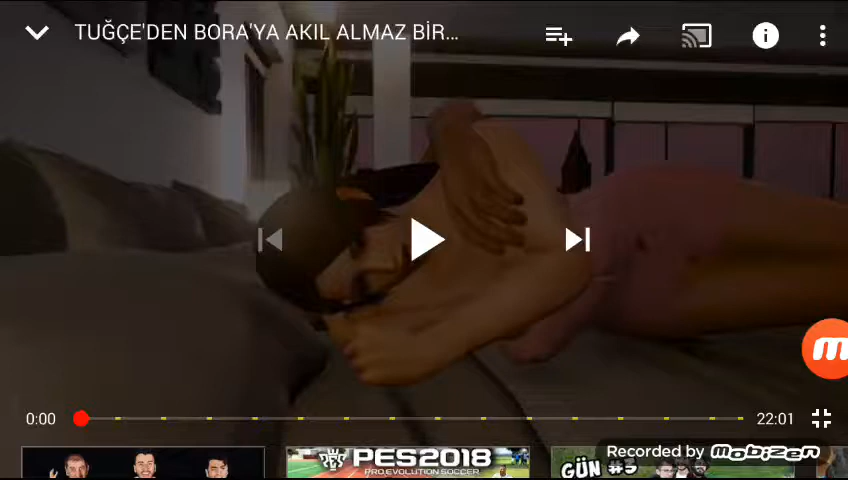 TUĞÇE'DEN BORA'YA AKIL ALMAZ BİR...
0:00
22:01
Recorded by mobizen
PES2018
PRO EVOLUTION SOCCER
GÜN #3